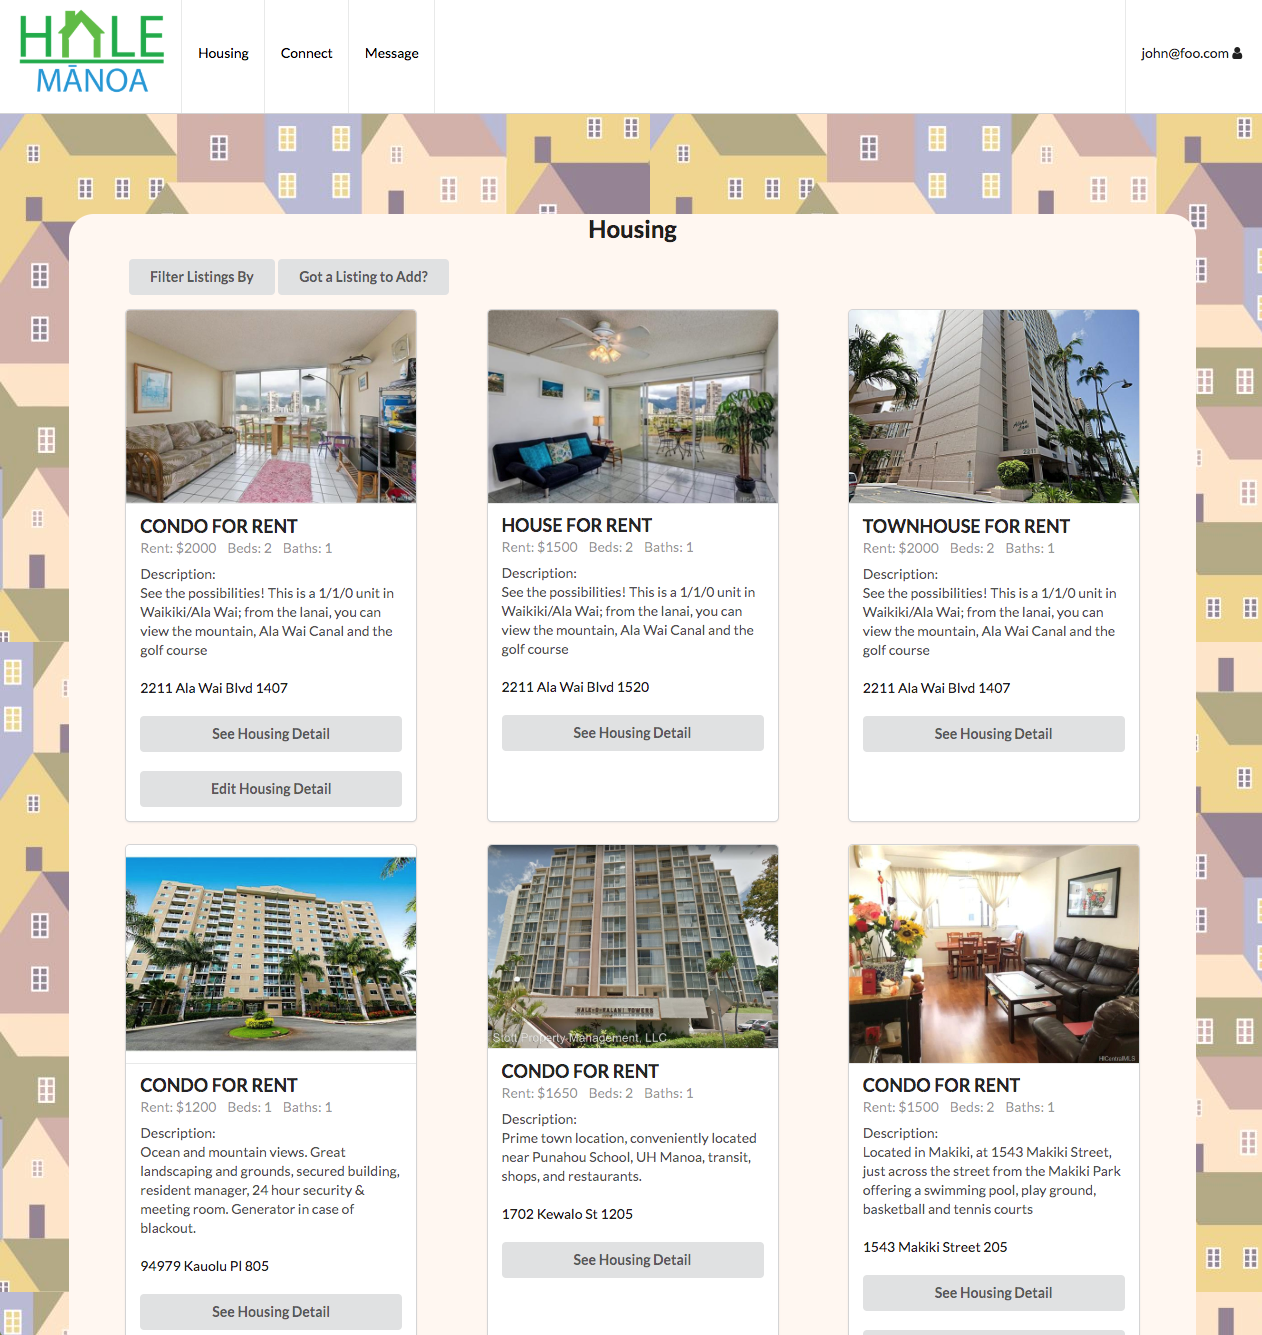 HALE
MĀNOA
Housing
Connect
Message
john@foo.com
Housing
Filter Listings By
Got a Listing to Add?
CONDO FOR RENT
Rent: $2000 Beds: 2 Baths: 1
Description:
See the possibilities! This is a 1/1/0 unit in
Waikiki/Ala Wai; from the lanai, you can
view the mountain, Ala Wai Canal and the
golf course
2211 Ala Wai Blvd 1407
See Housing Detail
Edit Housing Detail
HOUSE FOR RENT
Rent: $1500 Beds: 2 Baths: 1
Description:
See the possibilities! This is a 1/1/0 unit in
Waikiki/Ala Wai; from the lanai, you can
view the mountain, Ala Wai Canal and the
golf course
2211 Ala Wai Blvd 1520
See Housing Detail
2211
TOWNHOUSE FOR RENT
Rent: $2000 Beds: 2 Baths: 1
Description:
See the possibilities! This is a 1/1/0 unit in
Waikiki/Ala Wai; from the lanai, you can
view the mountain, Ala Wai Canal and the
golf course
2211 Ala Wai Blvd 1407
See Housing Detail
CONDO FOR RENT
Rent: $1200 Beds: 1 Baths: 1
Description:
Ocean and mountain views. Great
landscaping and grounds, secured building,
resident manager, 24 hour security &
meeting room. Generator in case of
blackout.
94979 Kauolu Pl 805
See Housing Detail
Stott Property Management, LLC
CONDO FOR RENT
Rent: $1650 Beds: 2 Baths: 1
Description:
Prime town location, conveniently located
near Punahou School, UH Manoa, transit,
shops, and restaurants.
1702 Kewalo St 1205
See Housing Detail
HiCentralMLS
CONDO FOR RENT
Rent: $1500 Beds: 2 Baths: 1
Description:
Located in Makiki, at 1543 Makiki Street,
just across the street from the Makiki Park
offering a swimming pool, play ground,
basketball and tennis courts
1543 Makiki Street 205
See Housing Detail